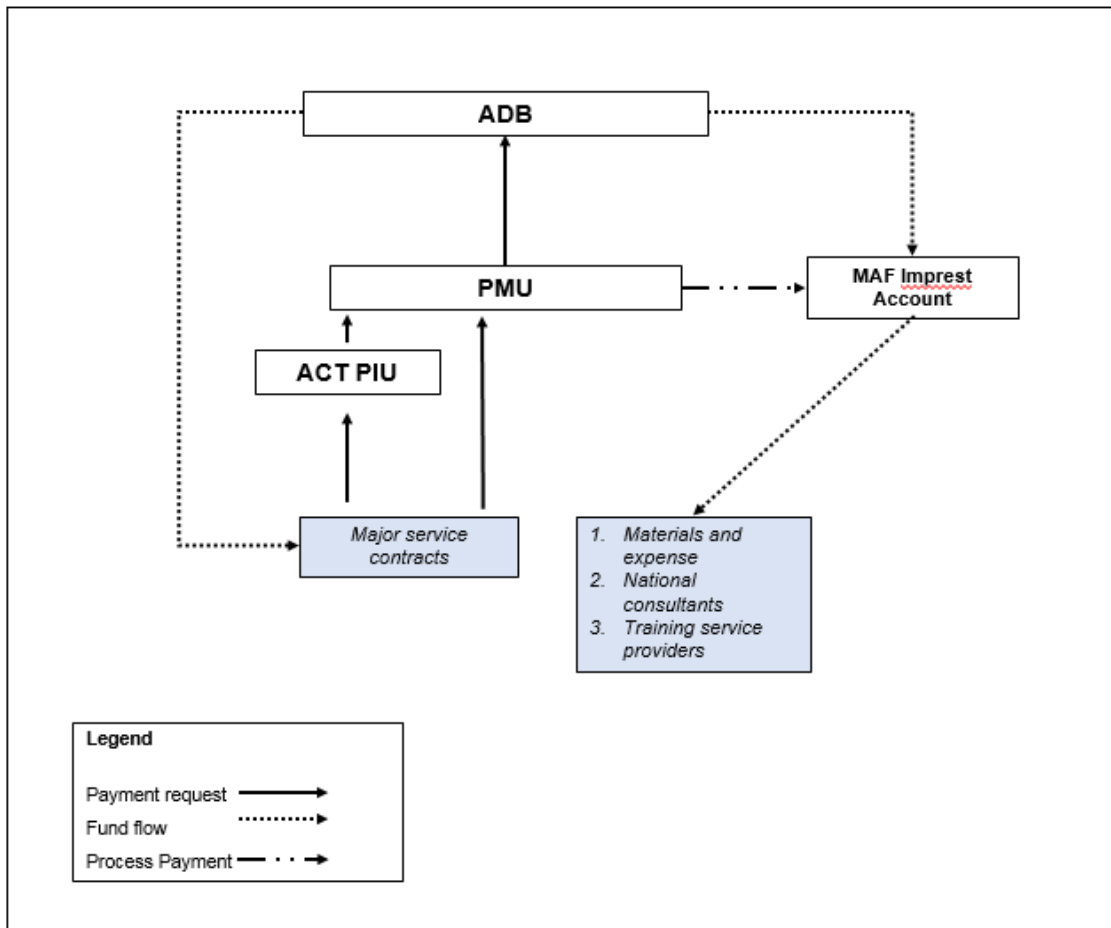 ADB
PMU
MAF Imprest
Account
ACT PIU
Major service
contracts
1. Materials and
expense
2. National
consultants
3. Training service
providers
Legend
Payment request
Fund flow
Process Payment